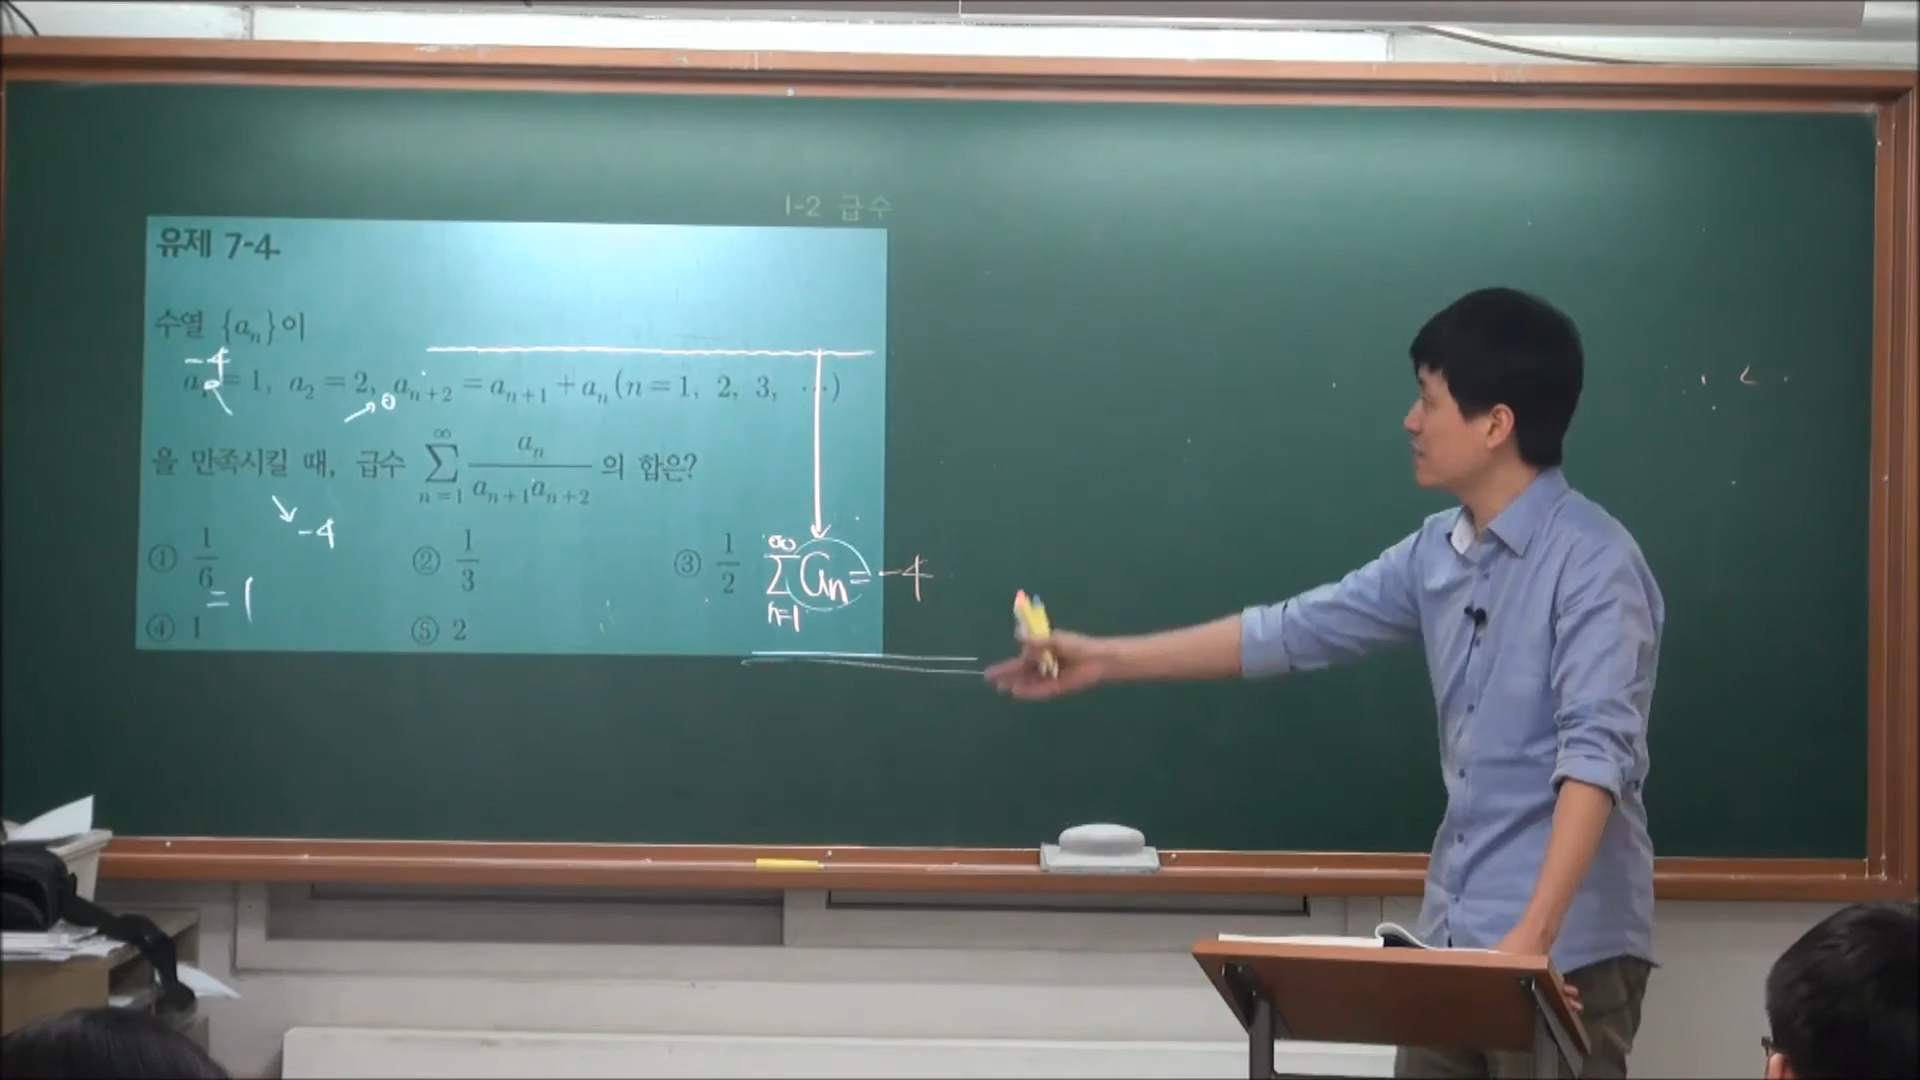 I-2 급수
유제 7-4.
수열 {aₙ}이
-4
a₁ = 1, a₂ = 2, aₙ₊₂ = aₙ₊₁ + aₙ (n = 1, 2, 3, ⋯)
0
을 만족시킬 때, 급수 ∑ₙ₌₁^∞ aₙ/(aₙ₊₁aₙ₊₂) 의 합은?
-4
① 1/6 ② 1/3 ③ 1/2
∑ₙ₌₁^∞ aₙ = -4
= 1
④ 1 ⑤ 2